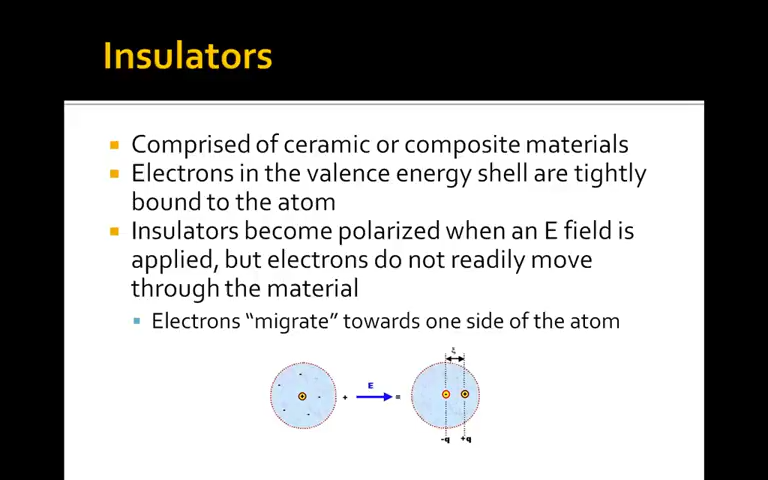 Insulators
Comprised of ceramic or composite materials
Electrons in the valence energy shell are tightly
bound to the atom
Insulators become polarized when an E field is
applied, but electrons do not readily move
through the material
Electrons “migrate” towards one side of the atom
ξ
E
+ =
-q +q